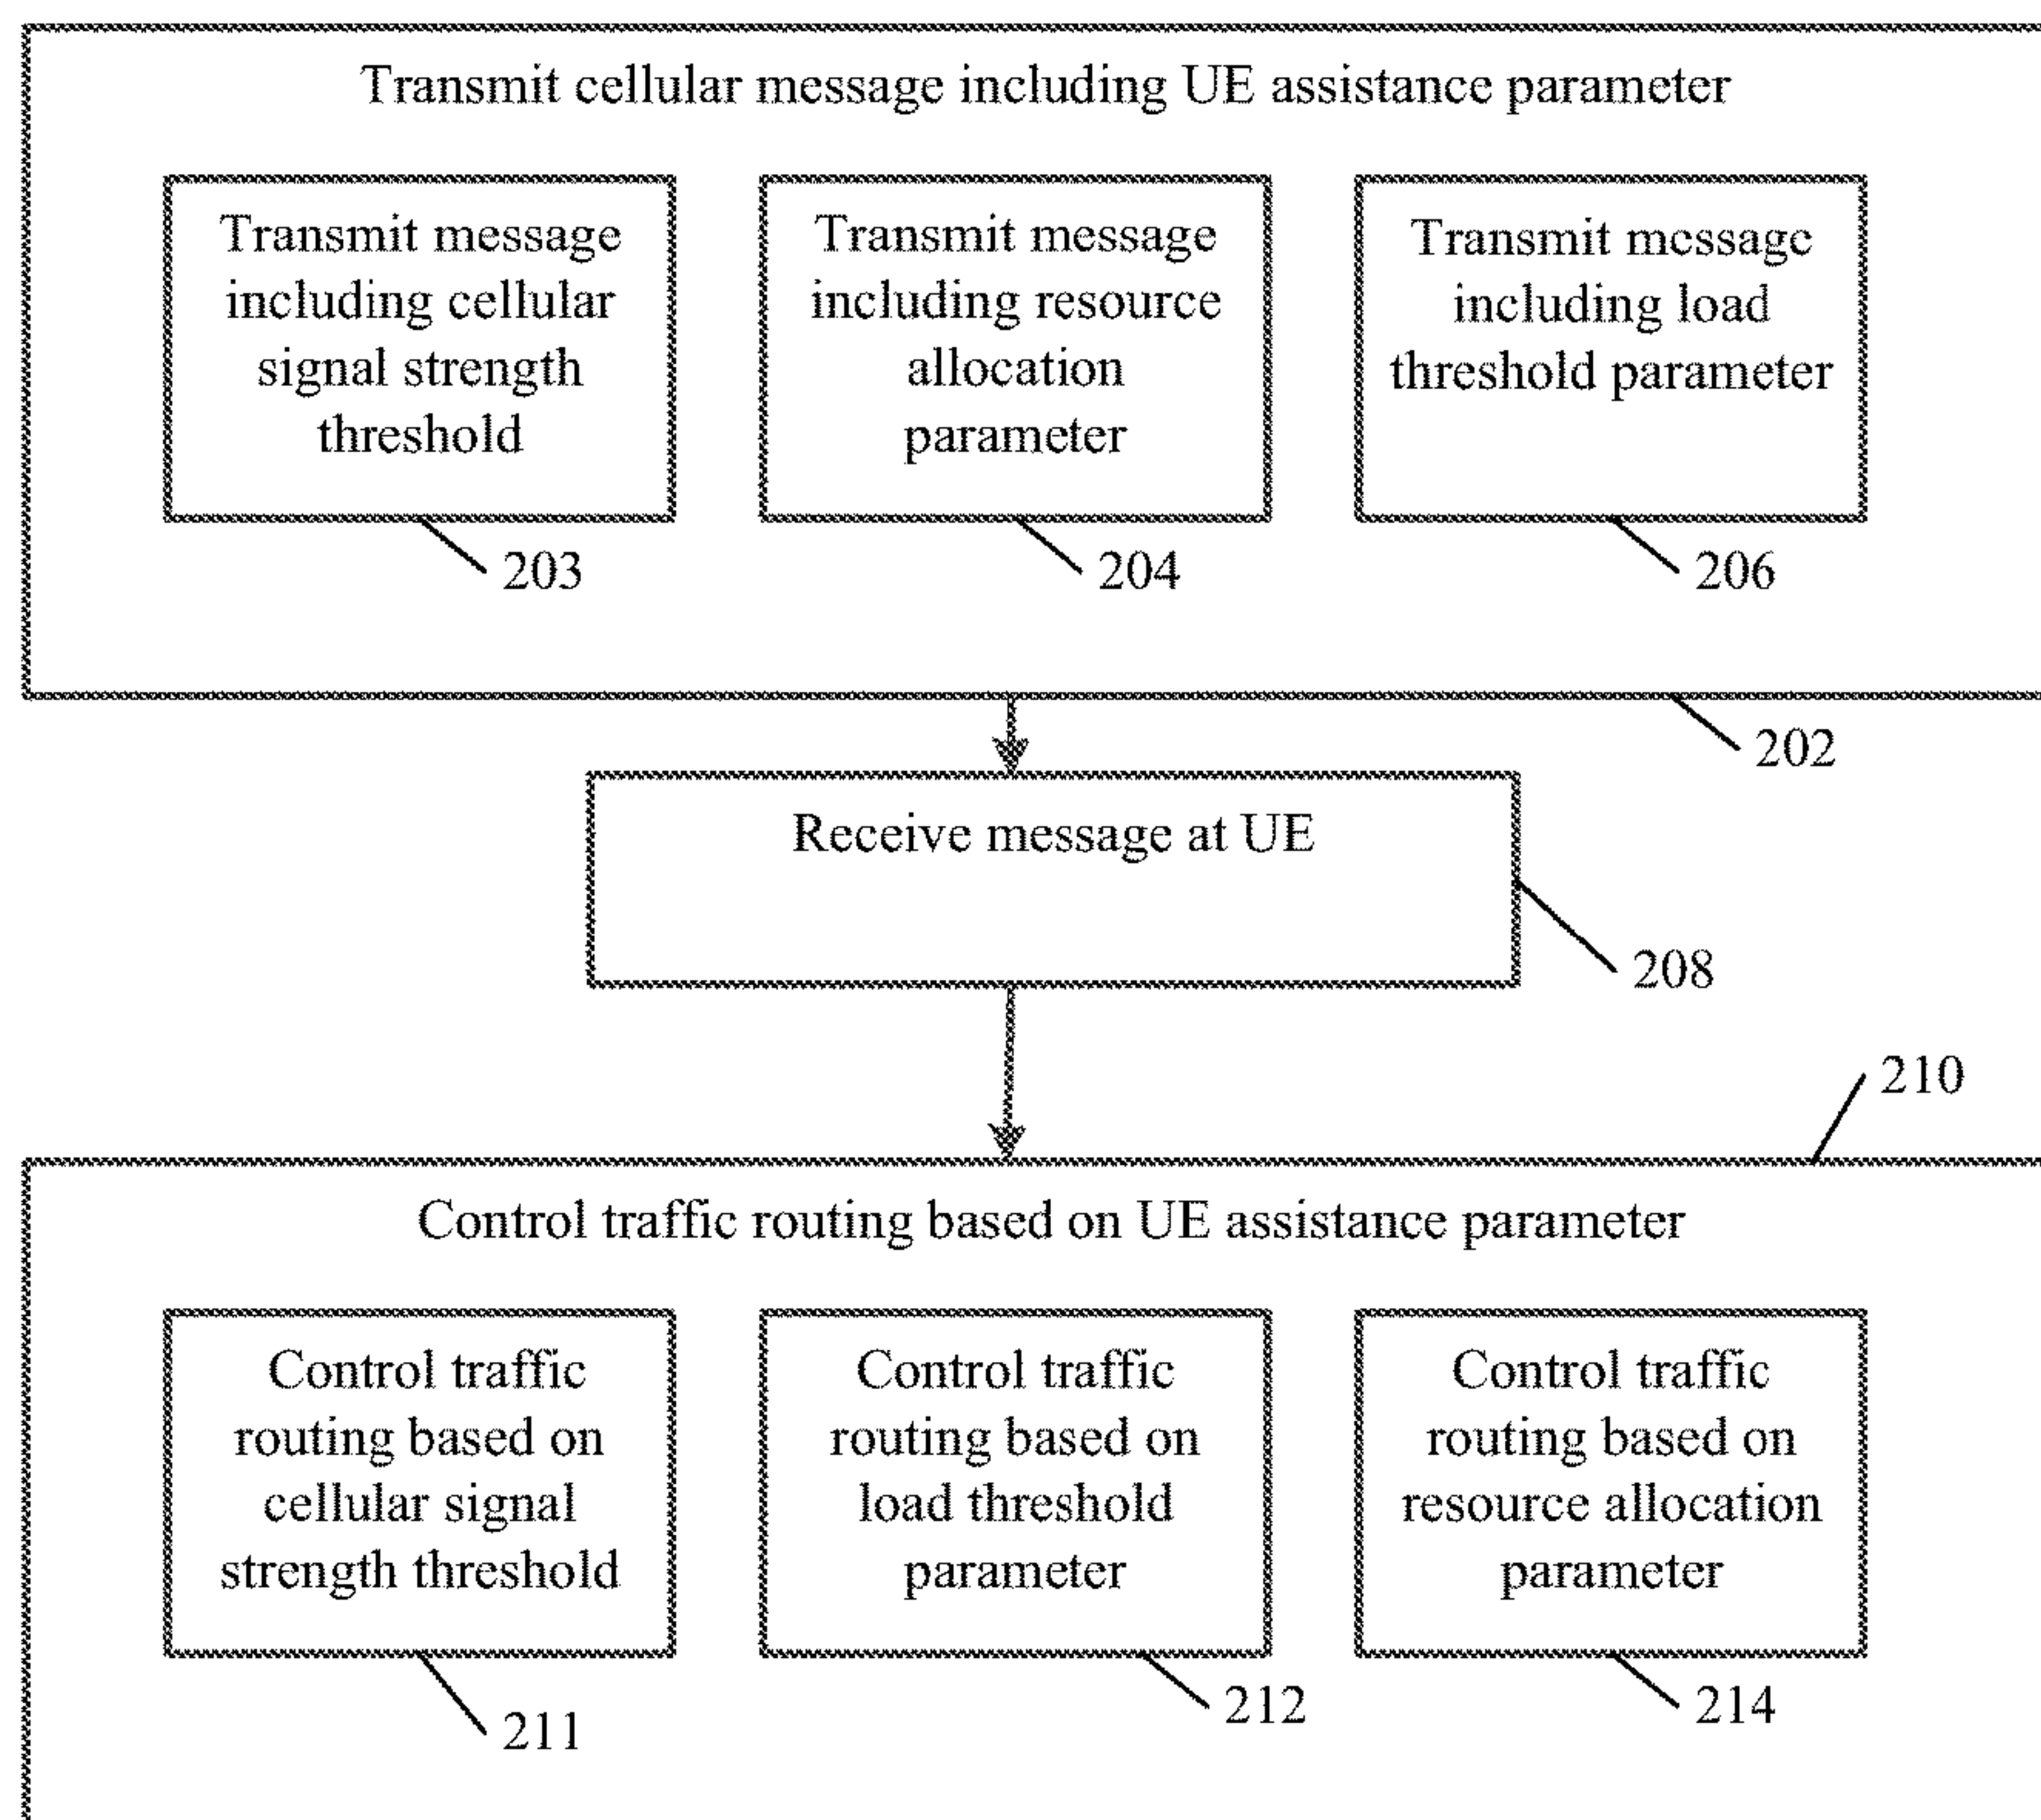 Transmit cellular message including UE assistance parameter
Transmit message
including cellular
signal strength
threshold
203
Transmit message
including resource
allocation
parameter
204
Transmit message
including load
threshold parameter
206
202
Receive message at UE
208
210
Control traffic routing based on UE assistance parameter
Control traffic
routing based on
cellular signal
strength threshold
211
Control traffic
routing based on
load threshold
parameter
212
Control traffic
routing based on
resource allocation
parameter
214